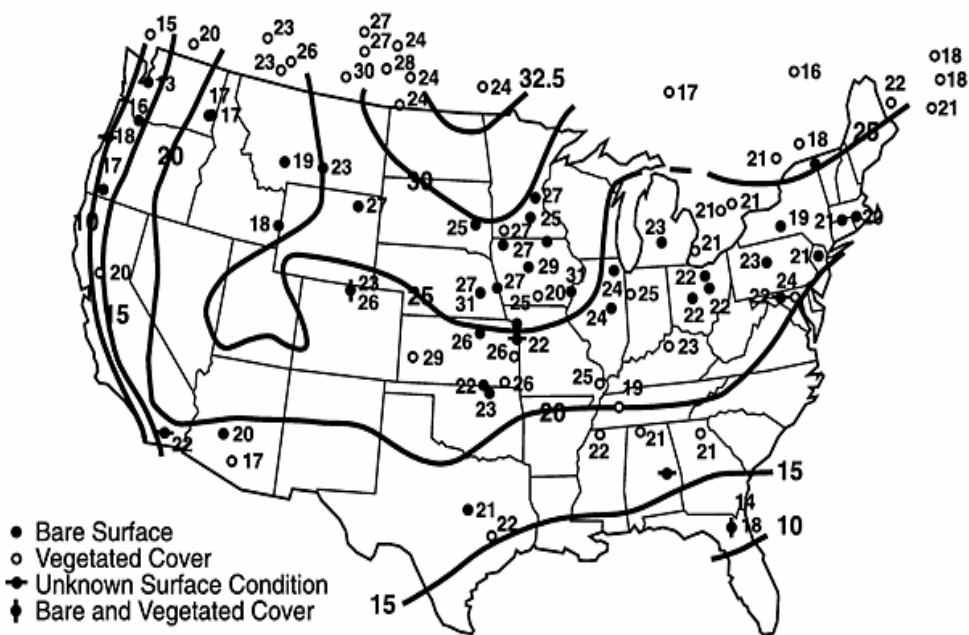 15 20 23 27 24 18
27 28 16 18
23 26 30 24 24 32.5 17 22
24
13 17
16 17 18 25
18 20 19 23 21
17 30 27 27
10 18 25 25 23 21 21 19 21 20
27
27 21 23 21
20 23 29 31 22 24
26 25 27 27 24 25 22 22
31 25 20 22
15 24
26 22
29 26 23
22 26 25 19
23
20
22 20 22 21 21
17
15
21 14
22 18 10
15
Bare Surface
Vegetated Cover
Unknown Surface Condition
Bare and Vegetated Cover